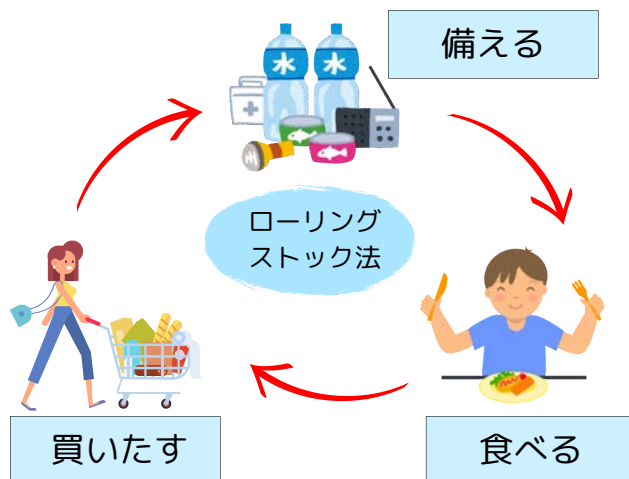 備える
水 水
ローリング
ストック法
買いたす
食べる